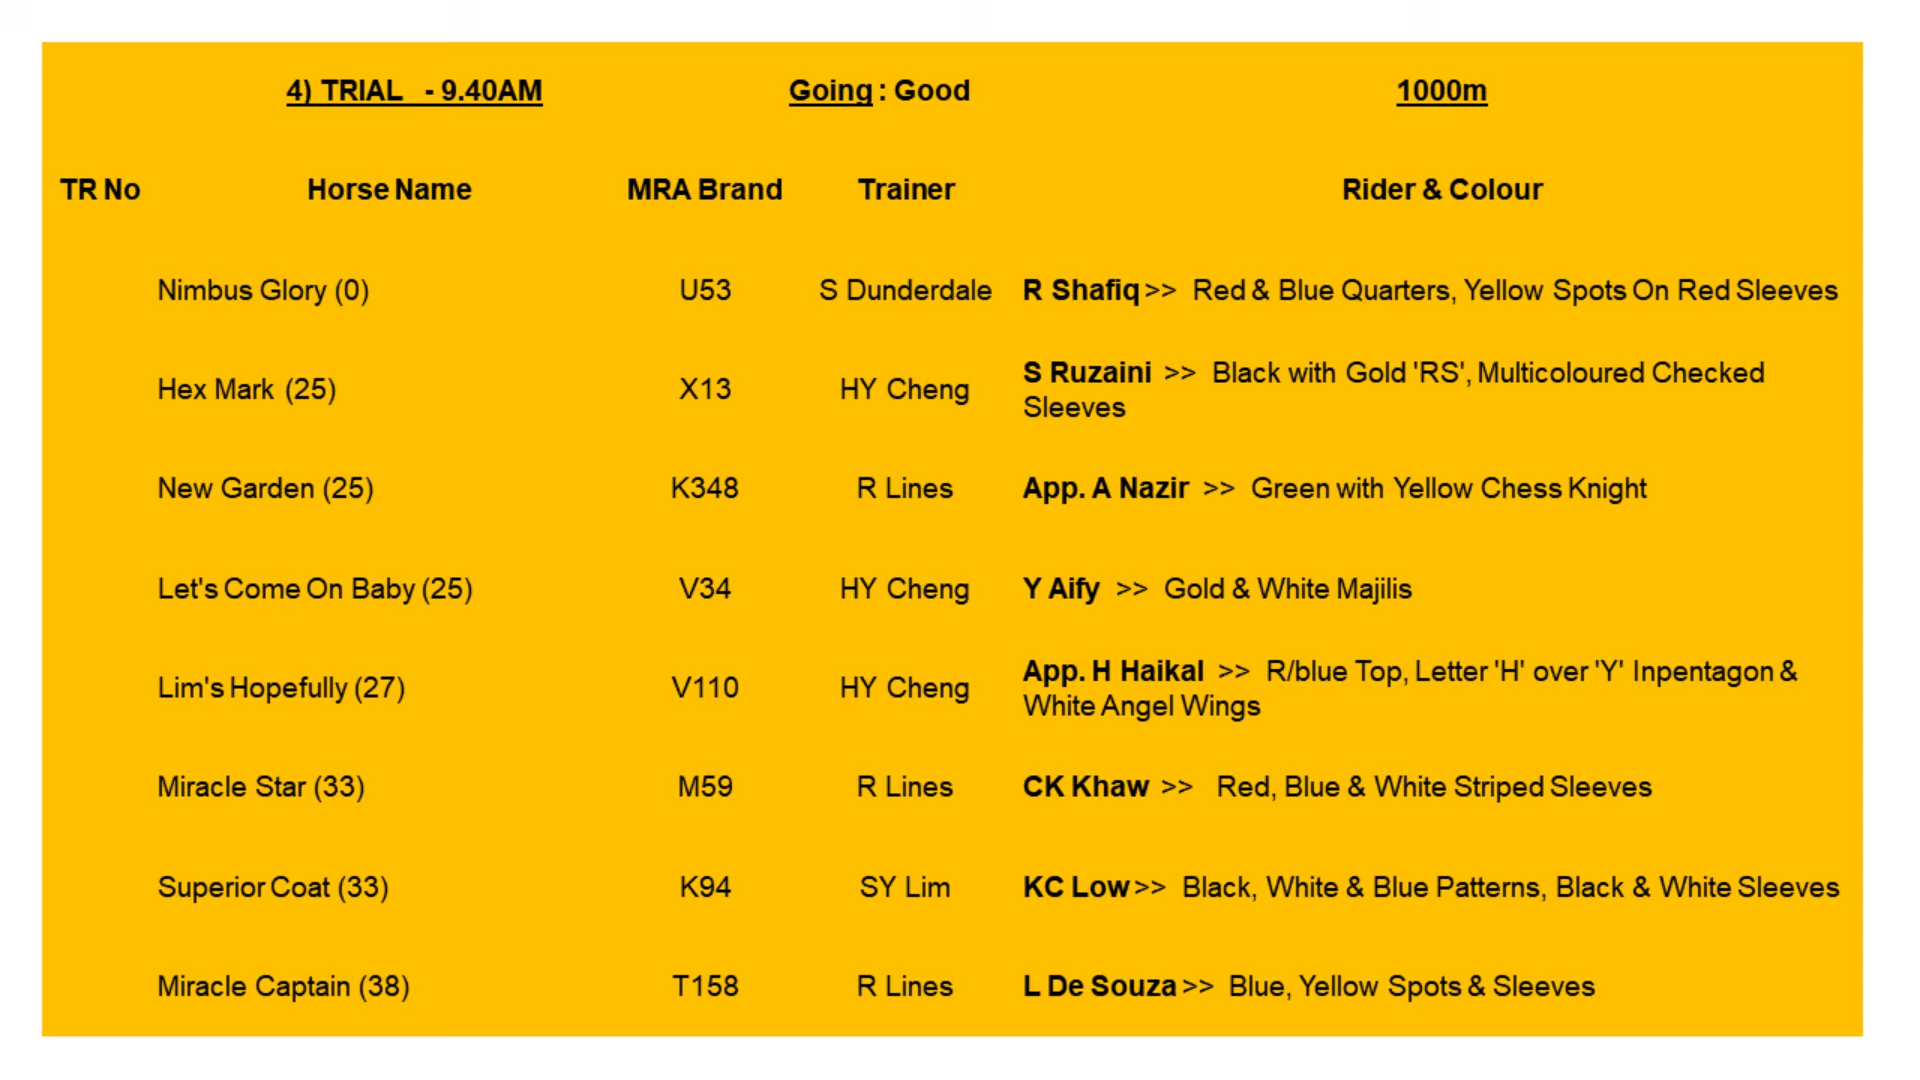 4) TRIAL - 9.40AM Going : Good 1000m
TR No Horse Name MRA Brand Trainer Rider & Colour
Nimbus Glory (0) U53 S Dunderdale R Shafiq >> Red & Blue Quarters, Yellow Spots On Red Sleeves
Hex Mark (25) X13 HY Cheng S Ruzaini >> Black with Gold 'RS', Multicoloured Checked
Sleeves
New Garden (25) K348 R Lines App. A Nazir >> Green with Yellow Chess Knight
Let's Come On Baby (25) V34 HY Cheng Y Aify >> Gold & White Majilis
Lim's Hopefully (27) V110 HY Cheng App. H Haikal >> R/blue Top, Letter 'H' over 'Y' Inpentagon &
White Angel Wings
Miracle Star (33) M59 R Lines CK Khaw >> Red, Blue & White Striped Sleeves
Superior Coat (33) K94 SY Lim KC Low >> Black, White & Blue Patterns, Black & White Sleeves
Miracle Captain (38) T158 R Lines L De Souza >> Blue, Yellow Spots & Sleeves